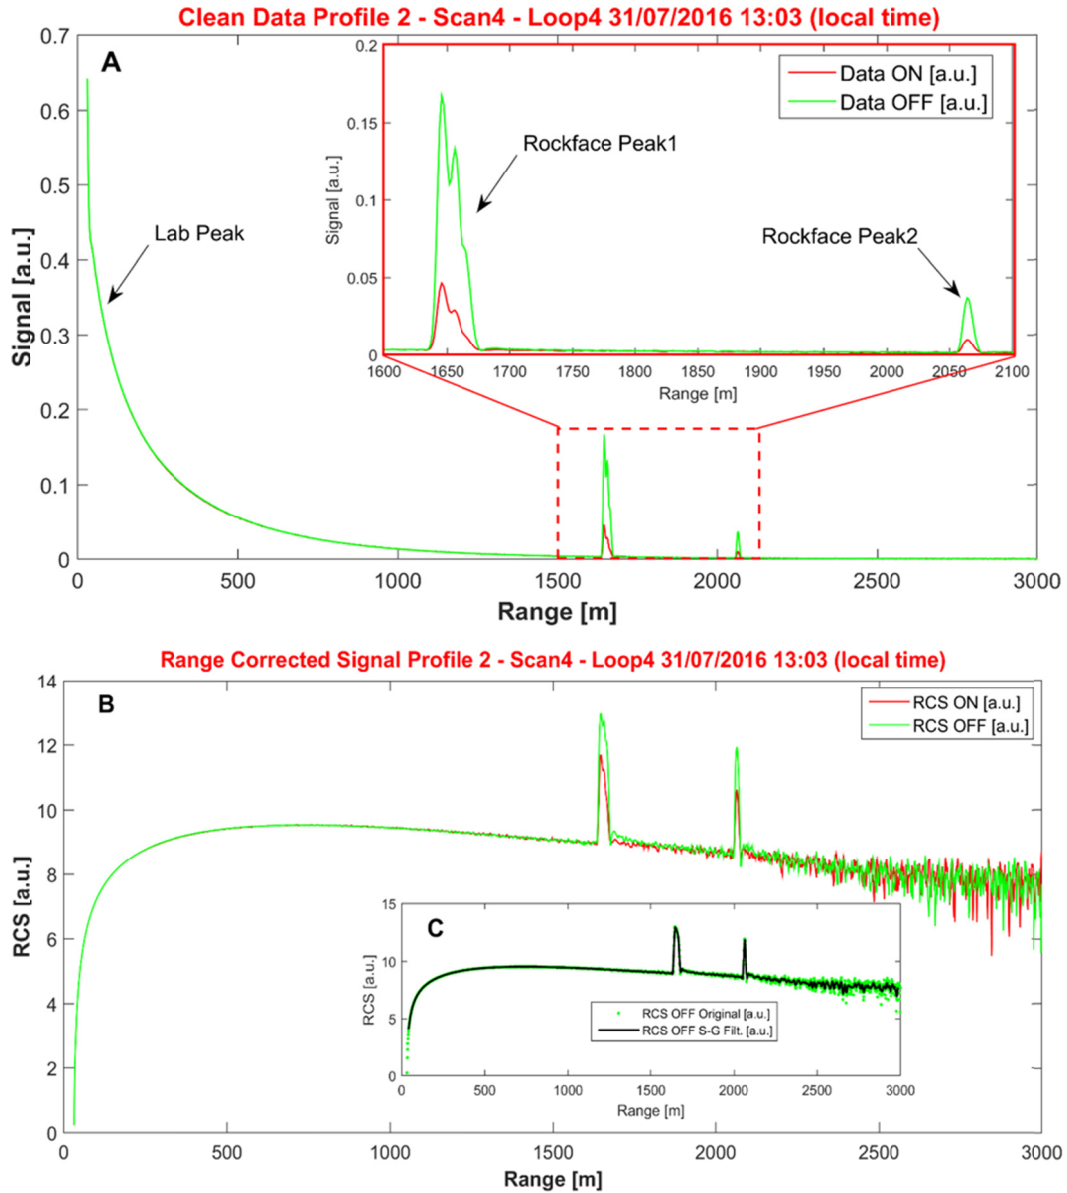 Clean Data Profile 2 - Scan4 - Loop4 31/07/2016 13:03 (local time)
A
Signal [a.u.]
0.7
0.6
0.5
0.4
0.3
0.2
0.1
0
Lab Peak
0.2
0.15
0.1
0.05
0
Signal [a.u.]
Data ON [a.u.]
Data OFF [a.u.]
Rockface Peak1
Rockface Peak2
1600 1650 1700 1750 1800 1850 1900 1950 2000 2050 2100
Range [m]
0 500 1000 1500 2000 2500 3000
Range [m]
Range Corrected Signal Profile 2 - Scan4 - Loop4 31/07/2016 13:03 (local time)
B
RCS [a.u.]
14
12
10
8
6
4
2
0
RCS ON [a.u.]
RCS OFF [a.u.]
C
RCS [a.u.]
15
10
5
0
RCS OFF Original [a.u.]
RCS OFF S-G Filt. [a.u.]
0 500 1000 1500 2000 2500 3000
Range [m]
0 500 1000 1500 2000 2500 3000
Range [m]